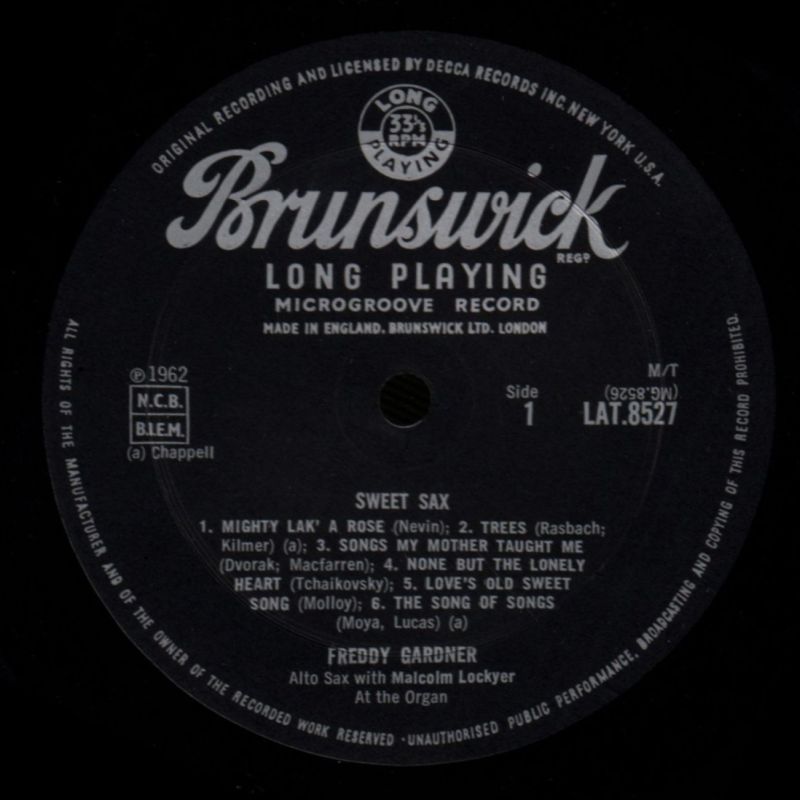 ORIGINAL RECORDING AND LICENSED BY DECCA RECORDS INC. NEW YORK U.S.A.
LONG
33⅓
RPM
PLAYING
Brunswick
REGD
LONG PLAYING
MICROGROOVE RECORD
MADE IN ENGLAND. BRUNSWICK LTD. LONDON
℗ 1962
N.C.B.
B.I.E.M.
(a) Chappell
Side
1
M/T
(MG.8526)
LAT.8527
SWEET SAX
1. MIGHTY LAK' A ROSE (Nevin); 2. TREES (Rasbach;
Kilmer) (a); 3. SONGS MY MOTHER TAUGHT ME
(Dvorak; Macfarren); 4. NONE BUT THE LONELY
HEART (Tchaikovsky); 5. LOVE'S OLD SWEET
SONG (Molloy); 6. THE SONG OF SONGS
(Moya, Lucas) (a)
FREDDY GARDNER
Alto Sax with Malcolm Lockyer
At the Organ
ALL RIGHTS OF THE MANUFACTURER AND OF THE OWNER OF THE RECORDED WORK RESERVED · UNAUTHORISED PUBLIC PERFORMANCE, BROADCASTING AND COPYING OF THIS RECORD PROHIBITED.